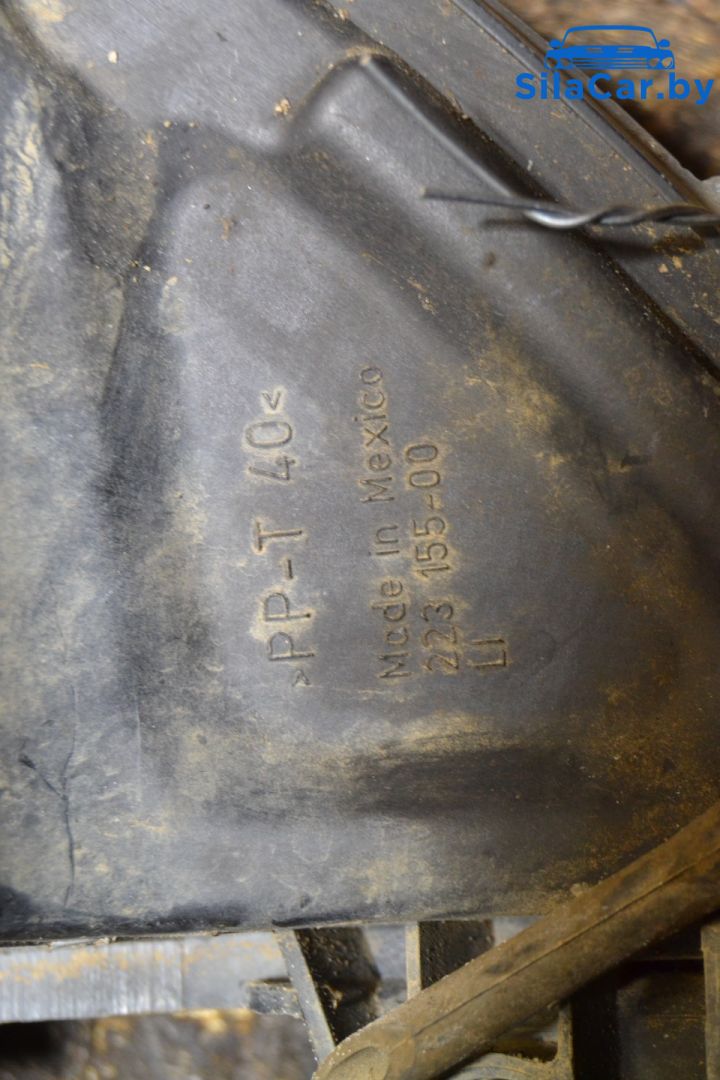 SilaCar.by
>PP-T 40<
Made in Mexico
223 155-00
LI